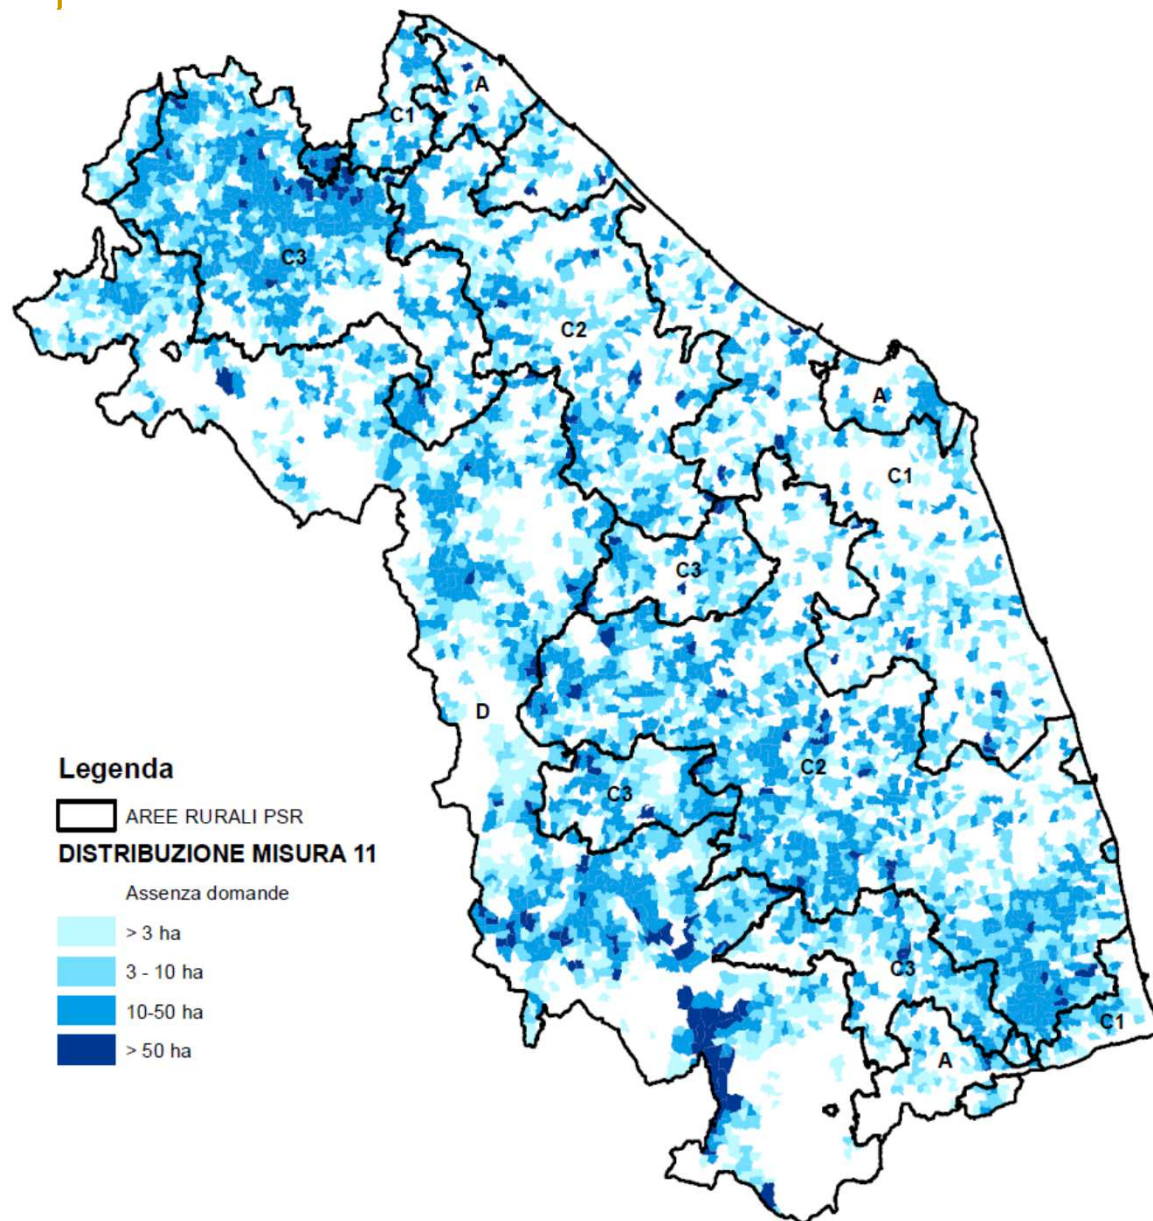 A
C1
C3
C2
A
C1
C3
D
C2
C3
C3
C1
A
Legenda
AREE RURALI PSR
DISTRIBUZIONE MISURA 11
Assenza domande
> 3 ha
3 - 10 ha
10-50 ha
> 50 ha